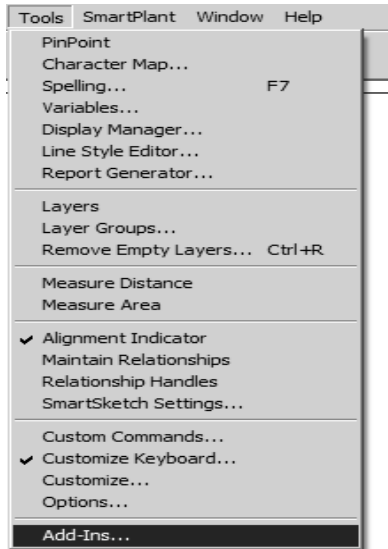 Tools SmartPlant Window Help
PinPoint
Character Map...
Spelling... F7
Variables...
Display Manager...
Line Style Editor...
Report Generator...
Layers
Layer Groups...
Remove Empty Layers... Ctrl+R
Measure Distance
Measure Area
Alignment Indicator
Maintain Relationships
Relationship Handles
SmartSketch Settings...
Custom Commands...
Customize Keyboard...
Customize...
Options...
Add-Ins...